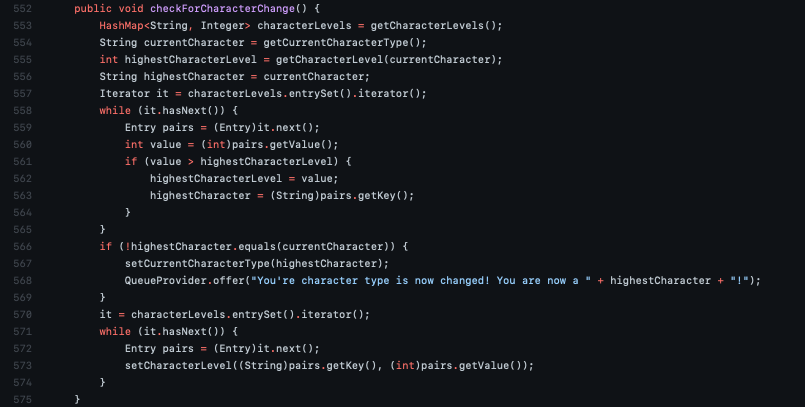 552 public void checkForCharacterChange() {
553 HashMap<String, Integer> characterLevels = getCharacterLevels();
554 String currentCharacter = getCurrentCharacterType();
555 int highestCharacterLevel = getCharacterLevel(currentCharacter);
556 String highestCharacter = currentCharacter;
557 Iterator it = characterLevels.entrySet().iterator();
558 while (it.hasNext()) {
559 Entry pairs = (Entry)it.next();
560 int value = (int)pairs.getValue();
561 if (value > highestCharacterLevel) {
562 highestCharacterLevel = value;
563 highestCharacter = (String)pairs.getKey();
564 }
565 }
566 if (!highestCharacter.equals(currentCharacter)) {
567 setCurrentCharacterType(highestCharacter);
568 QueueProvider.offer("You're character type is now changed! You are now a " + highestCharacter + "!");
569 }
570 it = characterLevels.entrySet().iterator();
571 while (it.hasNext()) {
572 Entry pairs = (Entry)it.next();
573 setCharacterLevel((String)pairs.getKey(), (int)pairs.getValue());
574 }
575 }